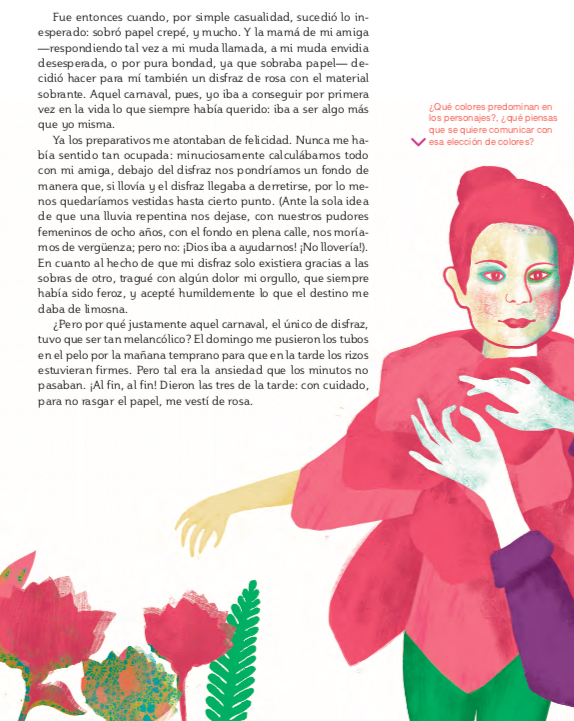 Fue entonces cuando, por simple casualidad, sucedió lo in-
esperado: sobró papel crepé, y mucho. Y la mamá de mi amiga
—respondiendo tal vez a mi muda llamada, a mi muda envidia
desesperada, o por pura bondad, ya que sobraba papel— de-
cidió hacer para mí también un disfraz de rosa con el material
sobrante. Aquel carnaval, pues, yo iba a conseguir por primera
vez en la vida lo que siempre había querido: iba a ser algo más
que yo misma.
Ya los preparativos me atontaban de felicidad. Nunca me ha-
bía sentido tan ocupada: minuciosamente calculábamos todo
con mi amiga, debajo del disfraz nos pondríamos un fondo de
manera que, si llovía y el disfraz llegaba a derretirse, por lo me-
nos quedaríamos vestidas hasta cierto punto. (Ante la sola idea
de que una lluvia repentina nos dejase, con nuestros pudores
femeninos de ocho años, con el fondo en plena calle, nos moría-
mos de vergüenza; pero no: ¡Dios iba a ayudarnos! ¡No llovería!).
En cuanto al hecho de que mi disfraz solo existiera gracias a las
sobras de otro, tragué con algún dolor mi orgullo, que siempre
había sido feroz, y acepté humildemente lo que el destino me
daba de limosna.
¿Pero por qué justamente aquel carnaval, el único de disfraz,
tuvo que ser tan melancólico? El domingo me pusieron los tubos
en el pelo por la mañana temprano para que en la tarde los rizos
estuvieran firmes. Pero tal era la ansiedad que los minutos no
pasaban. ¡Al fin, al fin! Dieron las tres de la tarde: con cuidado,
para no rasgar el papel, me vestí de rosa.
¿Qué colores predominan en
los personajes?, ¿qué piensas
que se quiere comunicar con
esa elección de colores?